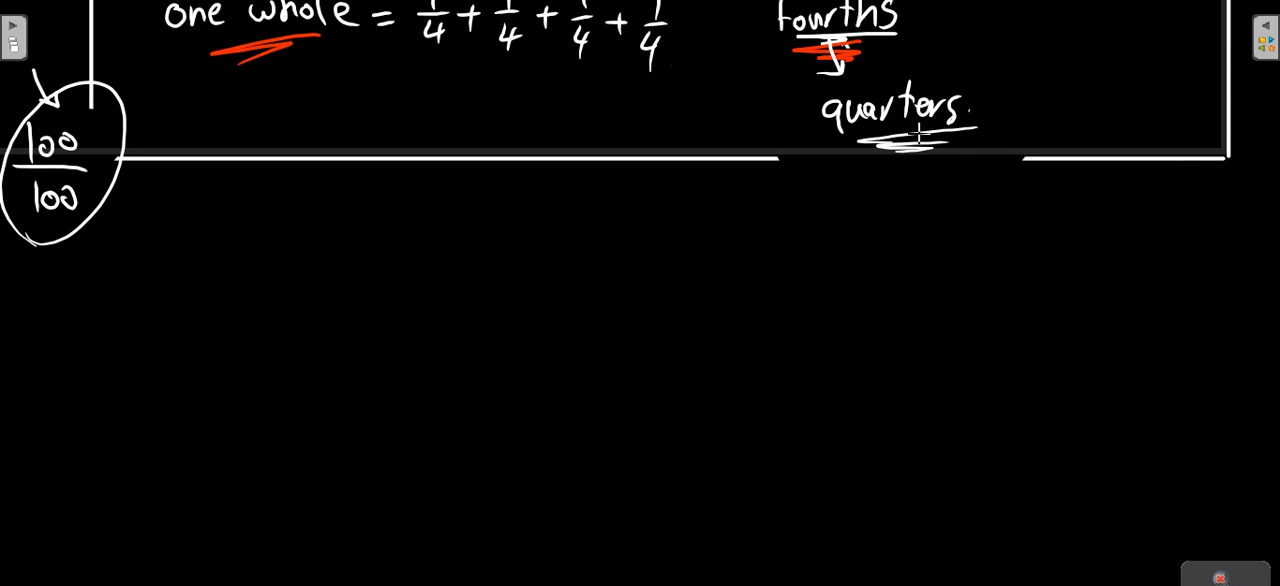 one whole = 1/4 + 1/4 + 1/4 + 1/4
fourths
quarters.
100
100